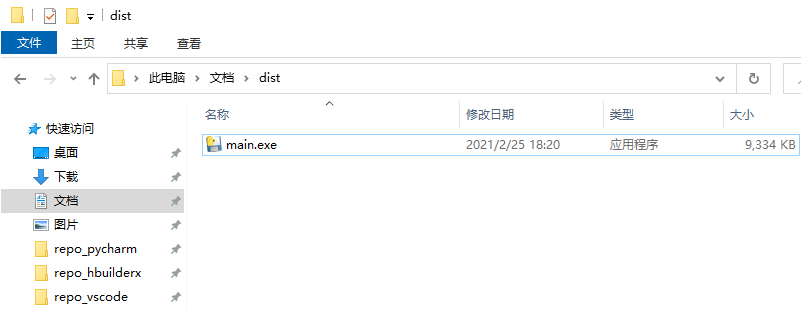 dist
文件 主页 共享 查看
此电脑 文档 dist
名称 修改日期 类型 大小
快速访问
main.exe 2021/2/25 18:20 应用程序 9,334 KB
桌面
下载
文档
图片
repo_pycharm
repo_hbuilderx
repo_vscode